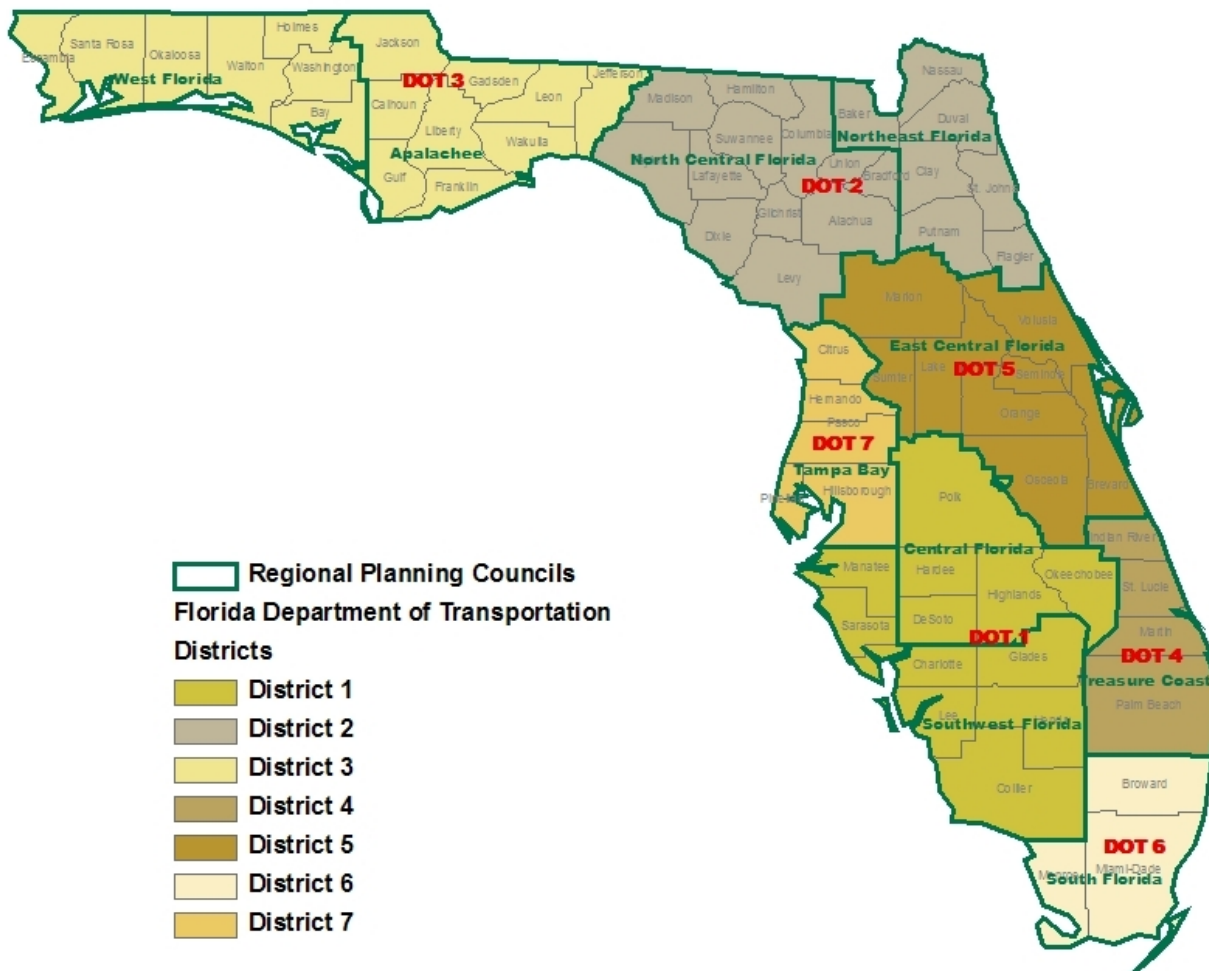 Holmes
Jackson
Santa Rosa
Okaloosa
Escambia
Walton
Washington
West Florida
DOT 3
Gadsden
Jefferson
Leon
Bay
Calhoun
Liberty
Wakulla
Apalachee
Gulf
Franklin
Nassau
Madison
Hamilton
Baker
Duval
Suwannee
Columbia
Northeast Florida
North Central Florida
Union
Lafayette
DOT 2
Bradford
Clay
St. Johns
Gilchrist
Alachua
Dixie
Putnam
Flagler
Levy
Marion
Volusia
East Central Florida
Citrus
Lake
DOT 5
Seminole
Sumter
Hernando
Orange
Pasco
DOT 7
Tampa Bay
Pinellas
Hillsborough
Polk
Osceola
Brevard
Indian River
Central Florida
Manatee
Hardee
Okeechobee
Highlands
St. Lucie
DeSoto
Sarasota
DOT 1
Martin
Charlotte
Glades
DOT 4
Treasure Coast
Lee
Southwest Florida
Palm Beach
Collier
Broward
DOT 6
Monroe
Miami-Dade
South Florida
Regional Planning Councils
Florida Department of Transportation
Districts
District 1
District 2
District 3
District 4
District 5
District 6
District 7